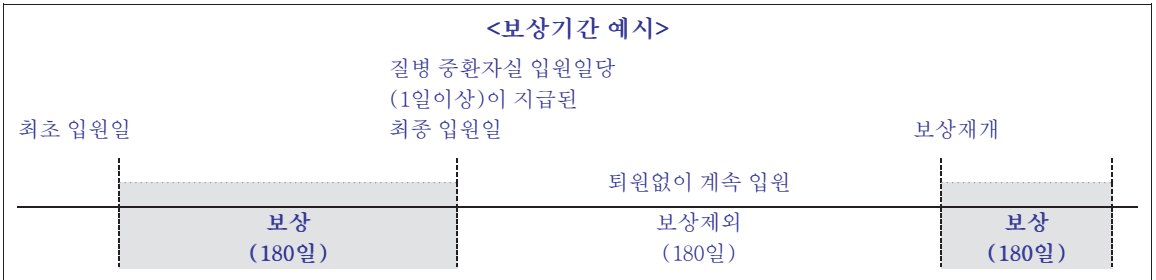 <보상기간 예시>
질병 중환자실 입원일당
(1일이상)이 지급된
최초 입원일
최종 입원일
보상재개
퇴원없이 계속 입원
보상
보상제외
보상
(180일)
(180일)
(180일)